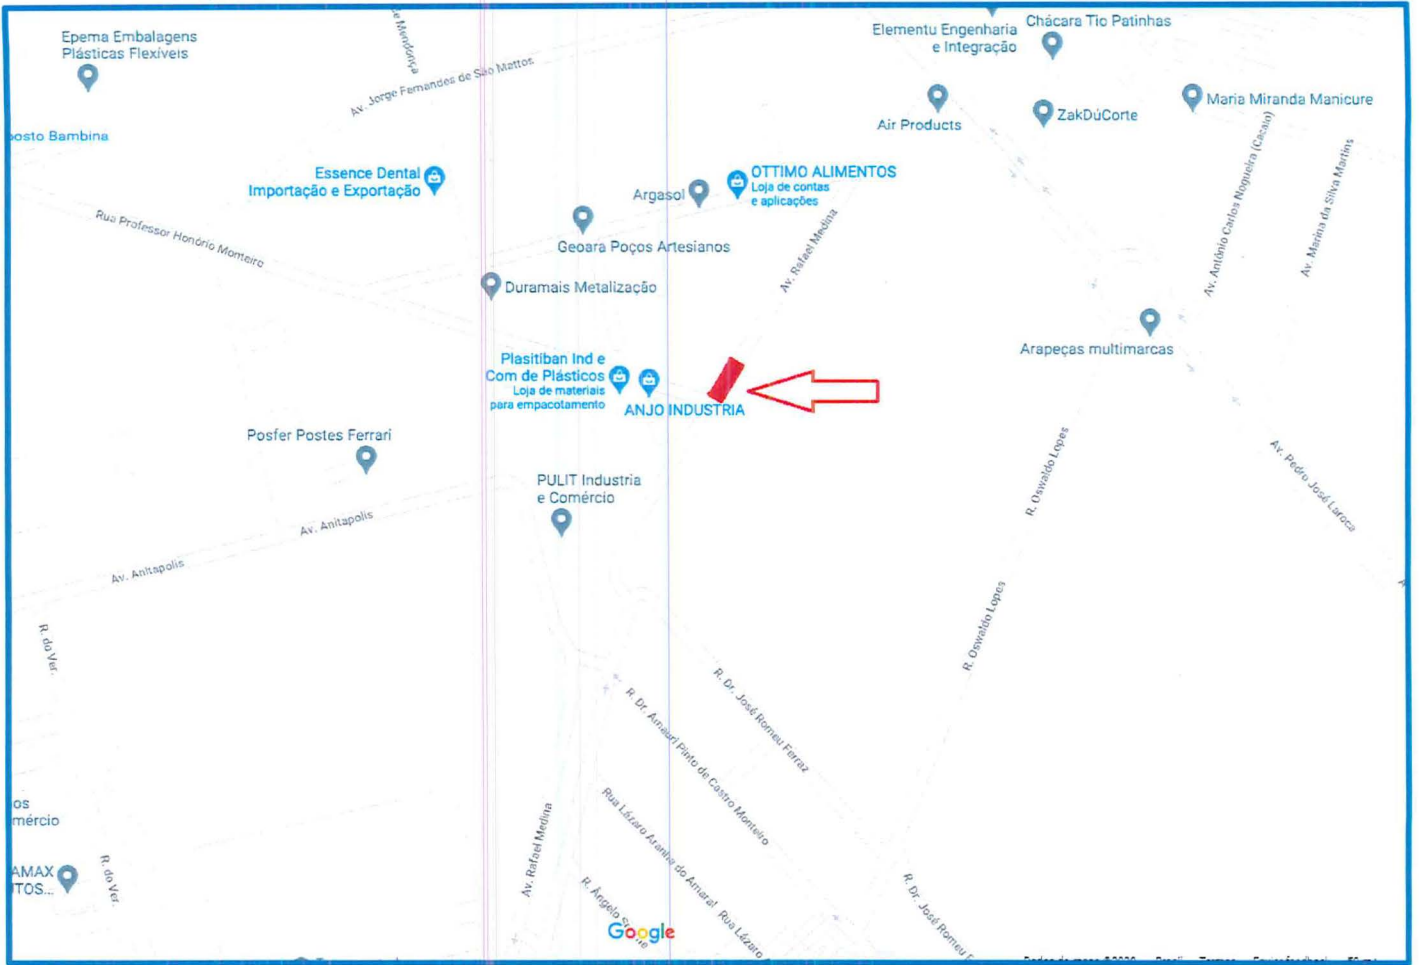 Epema Embalagens
Plásticas Flexíveis
Av. Jorge Fernandes de São Mattos
Elementu Engenharia
e Integração
Chácara Tio Patinhas
Maria Miranda Manicure
Air Products
ZakDúCorte
osto Bambina
Essence Dental
Importação e Exportação
Argasol
OTTIMO ALIMENTOS
Loja de contas
e aplicações
Rua Professor Honório Monteiro
Geoara Poços Artesianos
Av. Rafael Medina
Av. Antônio Carlos Nogueira (Cacaio)
Av. Marina da Silva Martins
Duramais Metalização
Arapeças multimarcas
Plasitiban Ind e
Com de Plásticos
Loja de materiais
para empacotamento
ANJO INDUSTRIA
Posfer Postes Ferrari
PULIT Industria
e Comércio
R. Oswaldo Lopes
Av. Pedro José Laroca
Av. Anitapolis
Av. Anitapolis
R. Oswaldo Lopes
R. do Ver.
R. Dr. José Romeu Ferraz
R. Dr. Amauri Pinto de Castro Monteiro
os
mércio
Av. Rafael Medina
Rua Lázaro Aranha do Amaral
Rua Lázaro
AMAX
TOS...
R. do Ver.
R. Ângelo
R. Dr. José Romeu
Google